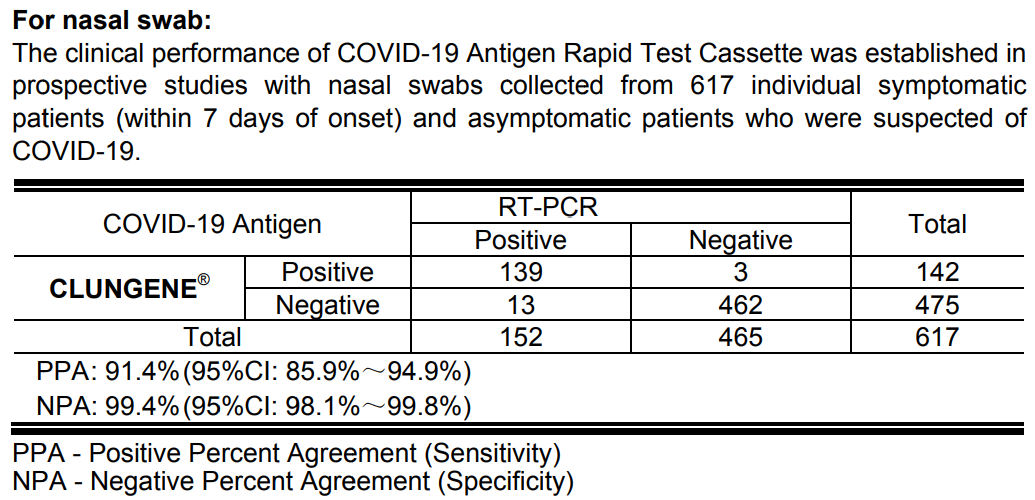 For nasal swab:
The clinical performance of COVID-19 Antigen Rapid Test Cassette was established in
prospective studies with nasal swabs collected from 617 individual symptomatic
patients (within 7 days of onset) and asymptomatic patients who were suspected of
COVID-19.
COVID-19 Antigen RT-PCR Total
Positive Negative
CLUNGENE® Positive 139 3 142
Negative 13 462 475
Total 152 465 617
PPA: 91.4%(95%CI: 85.9%~94.9%)
NPA: 99.4%(95%CI: 98.1%~99.8%)
PPA - Positive Percent Agreement (Sensitivity)
NPA - Negative Percent Agreement (Specificity)